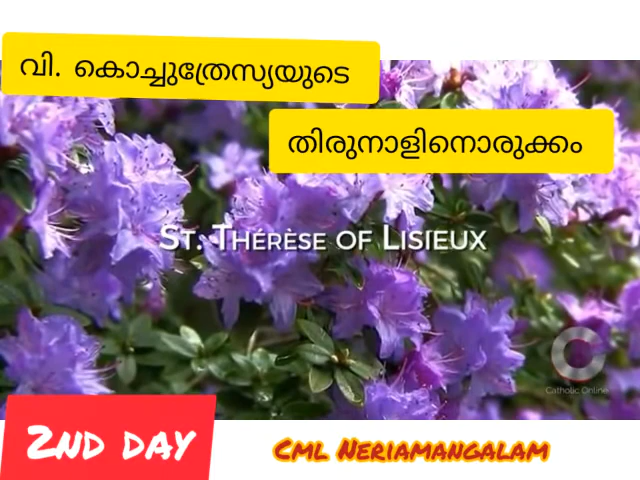 വി. കൊച്ചുത്രേസ്യയുടെ
തിരുനാളിനൊരുക്കം
ST. THÉRÈSE OF LISIEUX
C
Catholic Online
2ND DAY
CML NERIAMANGALAM